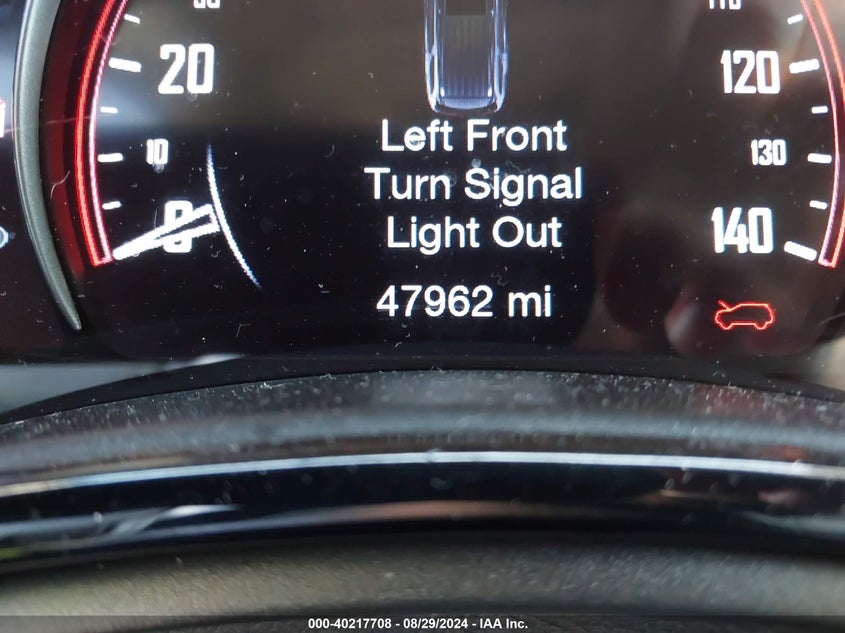 20
10
0
120
130
140
Left Front
Turn Signal
Light Out
47962 mi
000-40217708 - 08/29/2024 - IAA Inc.